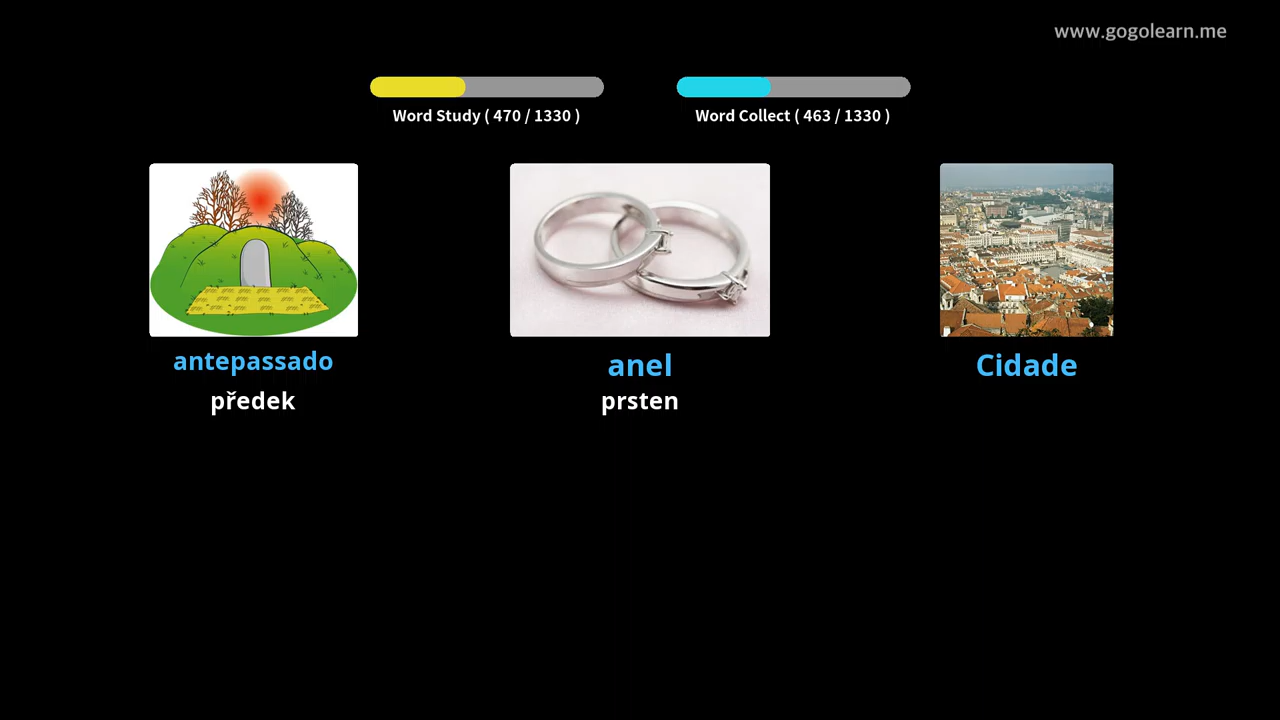 www.gogolearn.me
Word Study ( 470 / 1330 )
Word Collect ( 463 / 1330 )
antepassado
předek
anel
prsten
Cidade